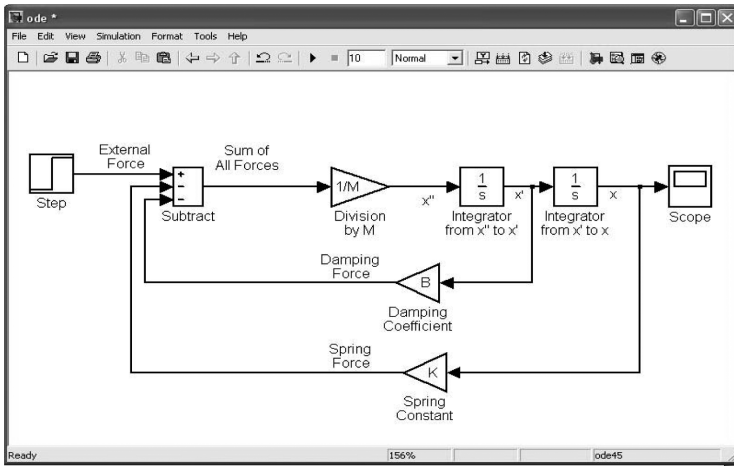 ode *
File Edit View Simulation Format Tools Help
10 Normal
External
Force
Step
+
−
−
Subtract
Sum of
All Forces
1/M
Division
by M
x''
1
s
Integrator
from x'' to x'
x'
1
s
Integrator
from x' to x
x
Scope
Damping
Force
B
Damping
Coefficient
Spring
Force
K
Spring
Constant
Ready 156% ode45